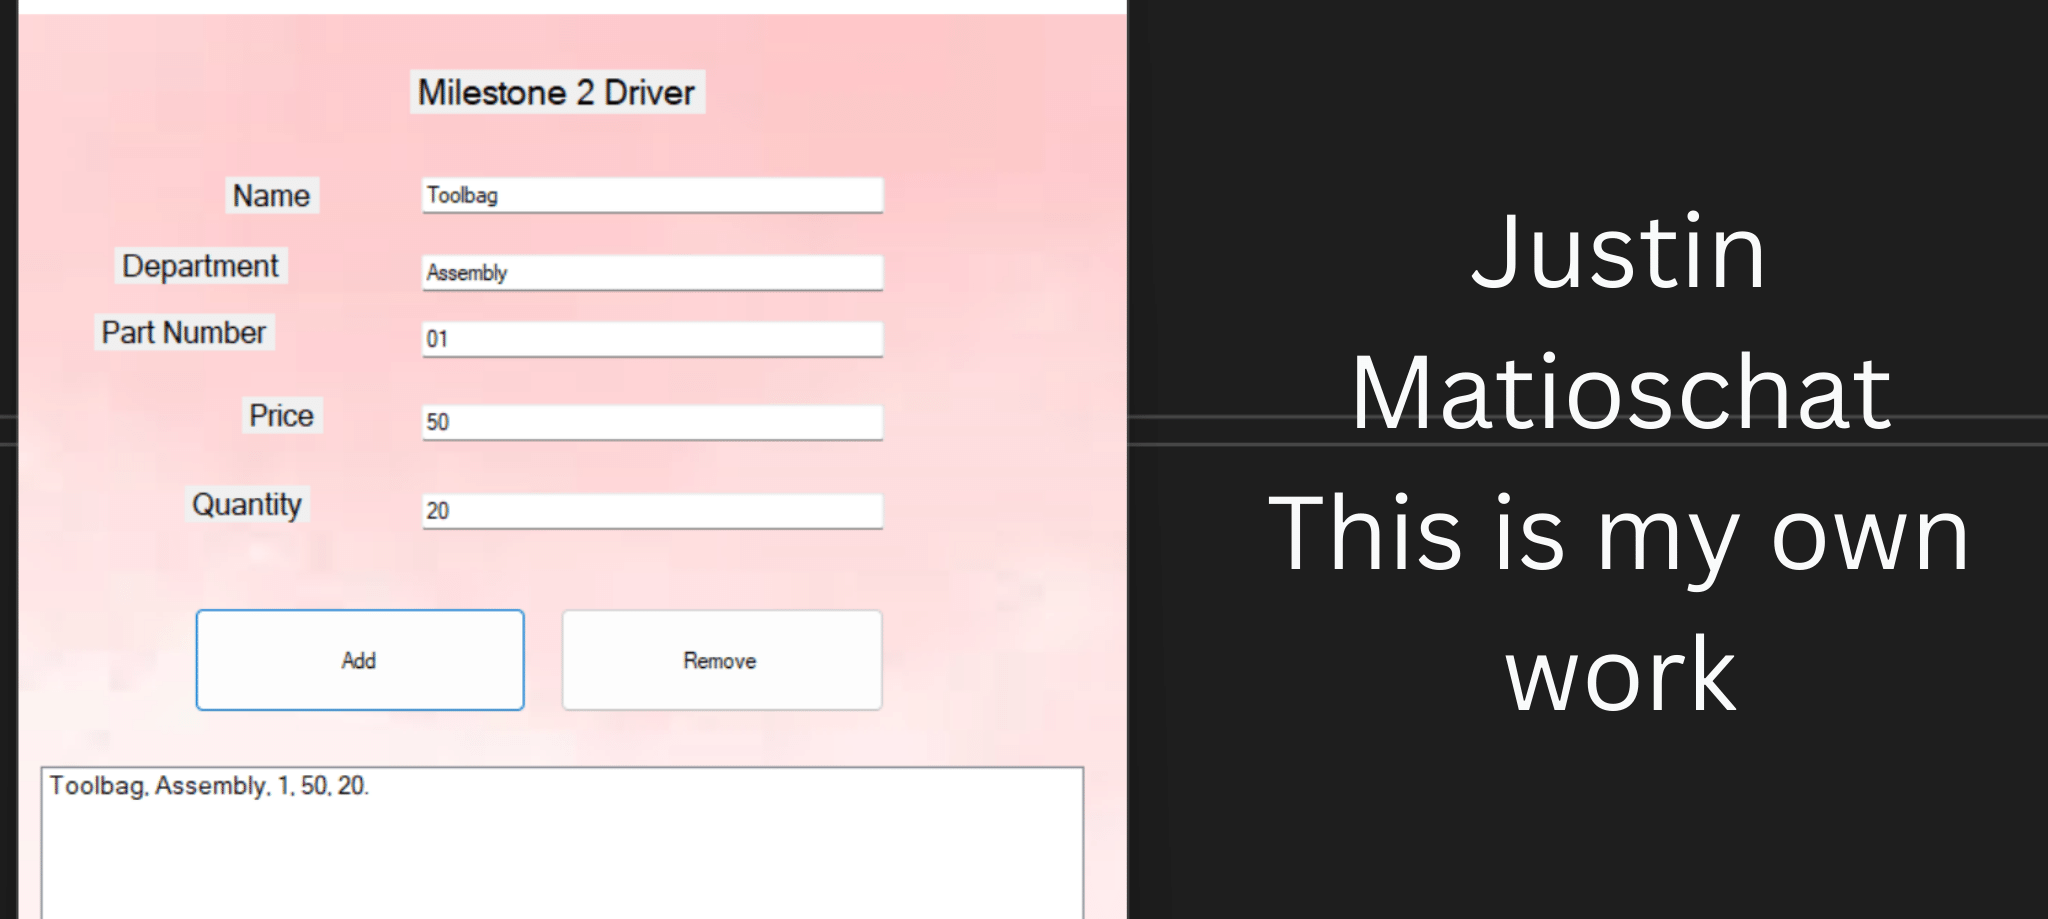 Milestone 2 Driver
Name
Toolbag
Department
Assembly
Part Number
01
Price
50
Quantity
20
Add
Remove
Toolbag, Assembly, 1, 50, 20.
Justin
Matioschat
This is my own
work